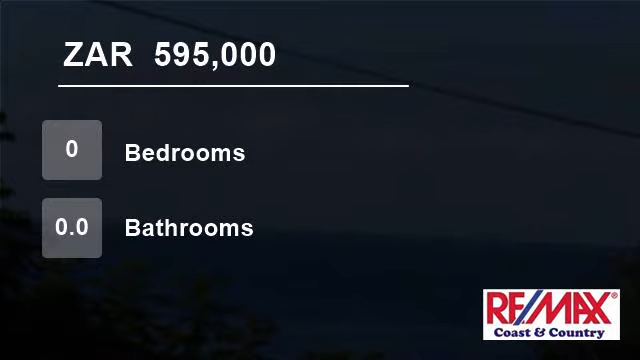 ZAR 595,000
0 Bedrooms
0.0 Bathrooms
RE/MAX®
Coast & Country